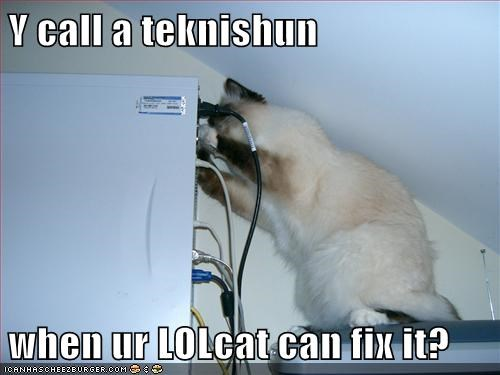 Y call a teknishun
when ur LOLcat can fix it?
ICANHASCHEEZBURGER.COM